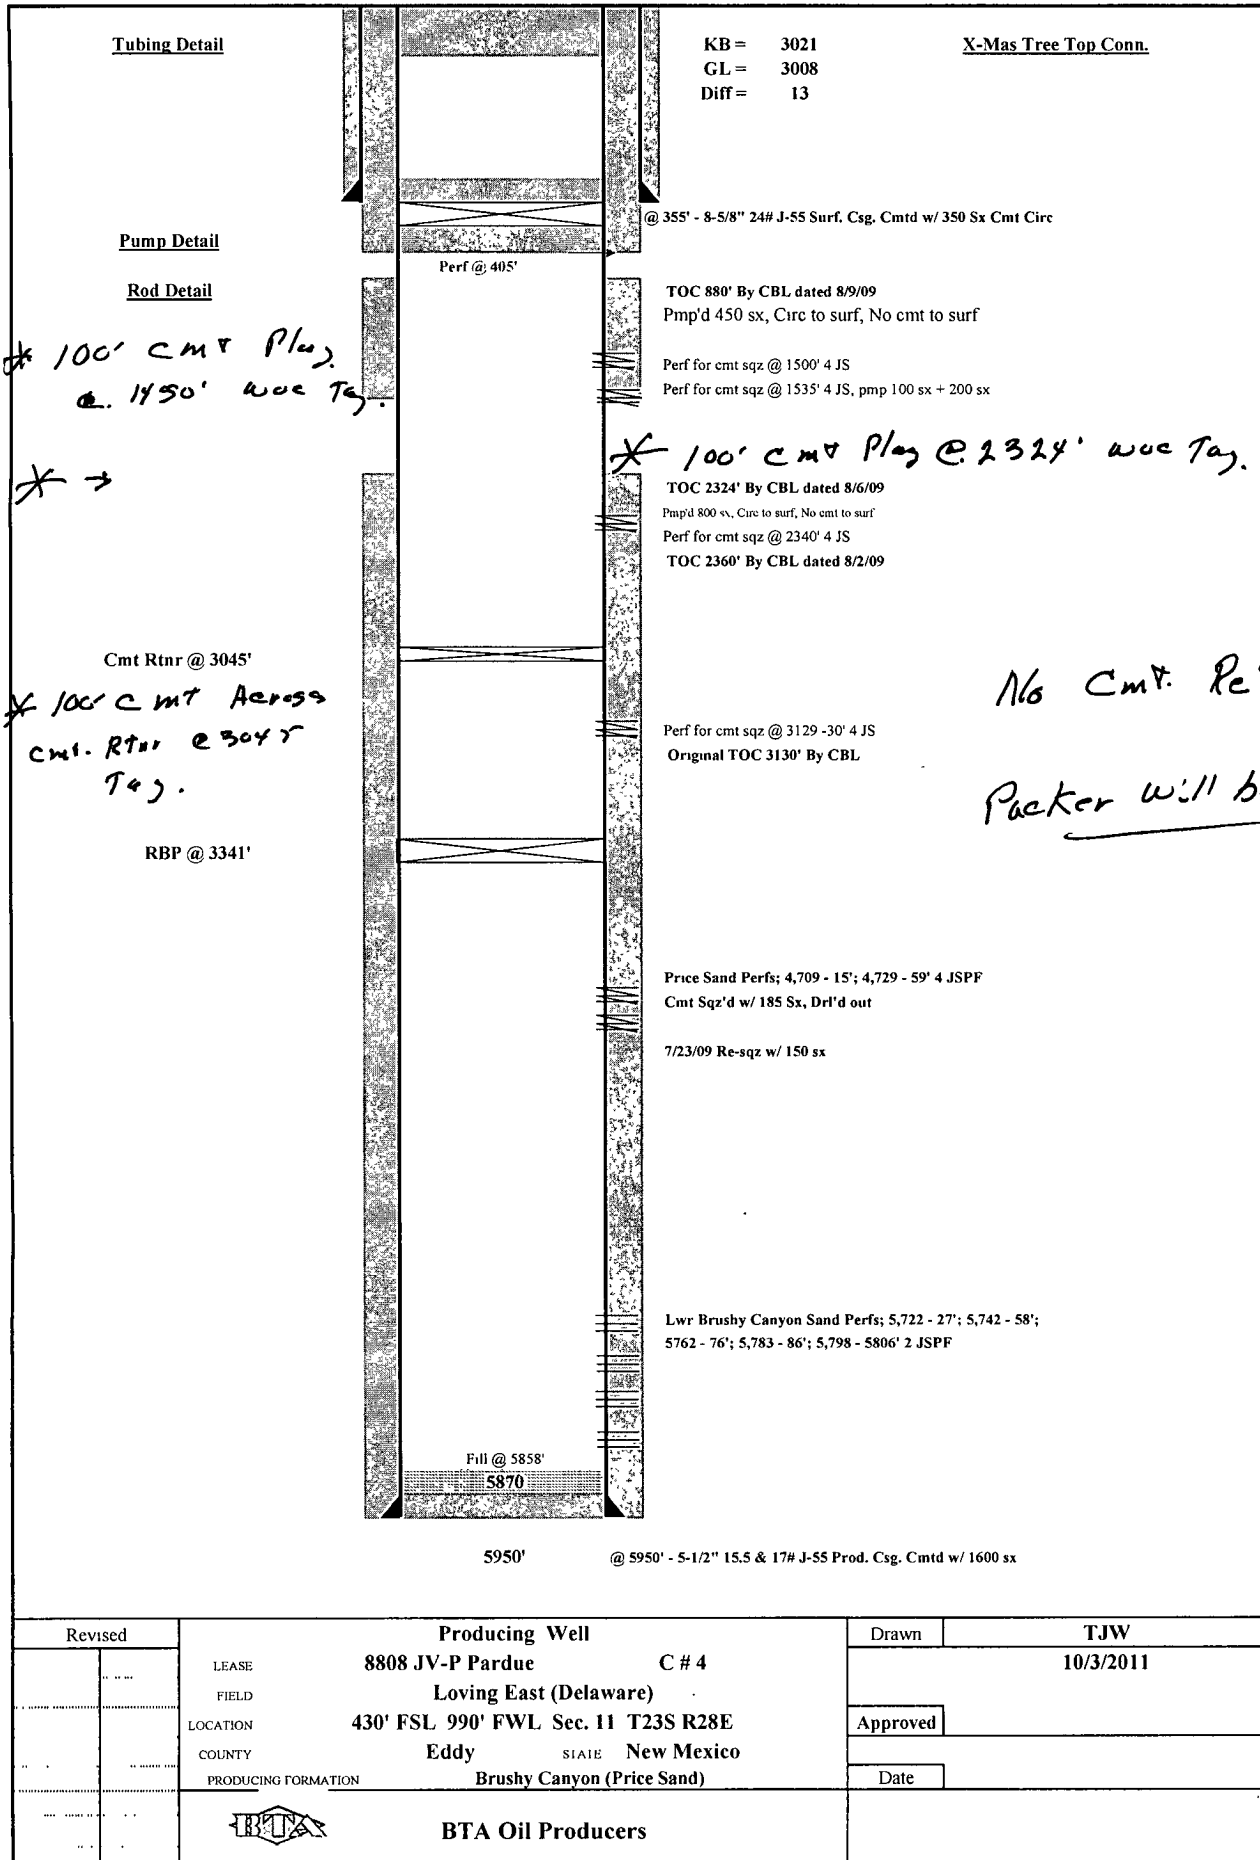 Tubing Detail
KB = 3021
GL = 3008
Diff = 13
X-Mas Tree Top Conn.
@ 355' - 8-5/8" 24# J-55 Surf. Csg. Cmtd w/ 350 Sx Cmt Circ
Pump Detail
Perf @ 405'
Rod Detail
TOC 880' By CBL dated 8/9/09
Pmp'd 450 sx, Circ to surf, No cmt to surf
* 100' cmt Plug
@ 1450' woc Tag.
Perf for cmt sqz @ 1500' 4 JS
Perf for cmt sqz @ 1535' 4 JS, pmp 100 sx + 200 sx
* 100' cmt Plug @ 2324' woc Tag.
* →
TOC 2324' By CBL dated 8/6/09
Pmp'd 800 sx, Circ to surf, No cmt to surf
Perf for cmt sqz @ 2340' 4 JS
TOC 2360' By CBL dated 8/2/09
Cmt Rtnr @ 3045'
* 100' cmt Across
cmt. Rtnr @ 3045
Tag.
No Cmt.
Perf for cmt sqz @ 3129 -30' 4 JS
Original TOC 3130' By CBL
Packer will
RBP @ 3341'
Price Sand Perfs; 4,709 - 15'; 4,729 - 59' 4 JSPF
Cmt Sqz'd w/ 185 Sx, Drl'd out
7/23/09 Re-sqz w/ 150 sx
Lwr Brushy Canyon Sand Perfs; 5,722 - 27'; 5,742 - 58';
5762 - 76'; 5,783 - 86'; 5,798 - 5806' 2 JSPF
Fill @ 5858'
5870
5950'
@ 5950' - 5-1/2" 15.5 & 17# J-55 Prod. Csg. Cmtd w/ 1600 sx
Revised
Producing Well
Drawn TJW
LEASE 8808 JV-P Pardue C # 4
10/3/2011
FIELD Loving East (Delaware)
LOCATION 430' FSL 990' FWL Sec. 11 T23S R28E
Approved
COUNTY Eddy STATE New Mexico
PRODUCING FORMATION Brushy Canyon (Price Sand)
Date
BTA
BTA Oil Producers